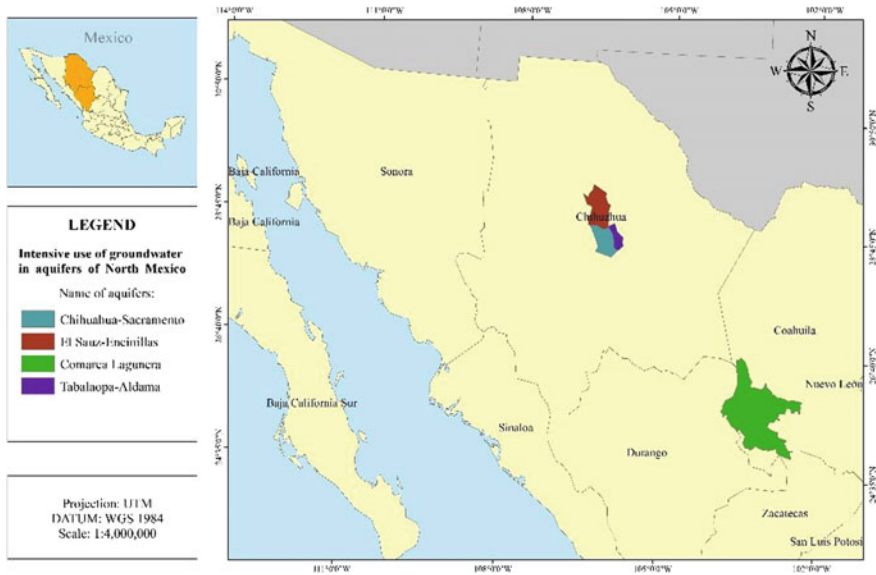 Mexico
LEGEND
Intensive use of groundwater
in aquifers of North Mexico
Name of aquifers:
Chihuahua-Sacramento
El Sauz-Encinillas
Comarca Lagunera
Tabalaopa-Aldama
Projection: UTM
DATUM: WGS 1984
Scale: 1:4,000,000
N
W
E
S
Baja California
Sonora
Baja California
Chihuahua
Coahuila
Nuevo León
Baja California Sur
Sinaloa
Durango
Zacatecas
San Luis Potosí